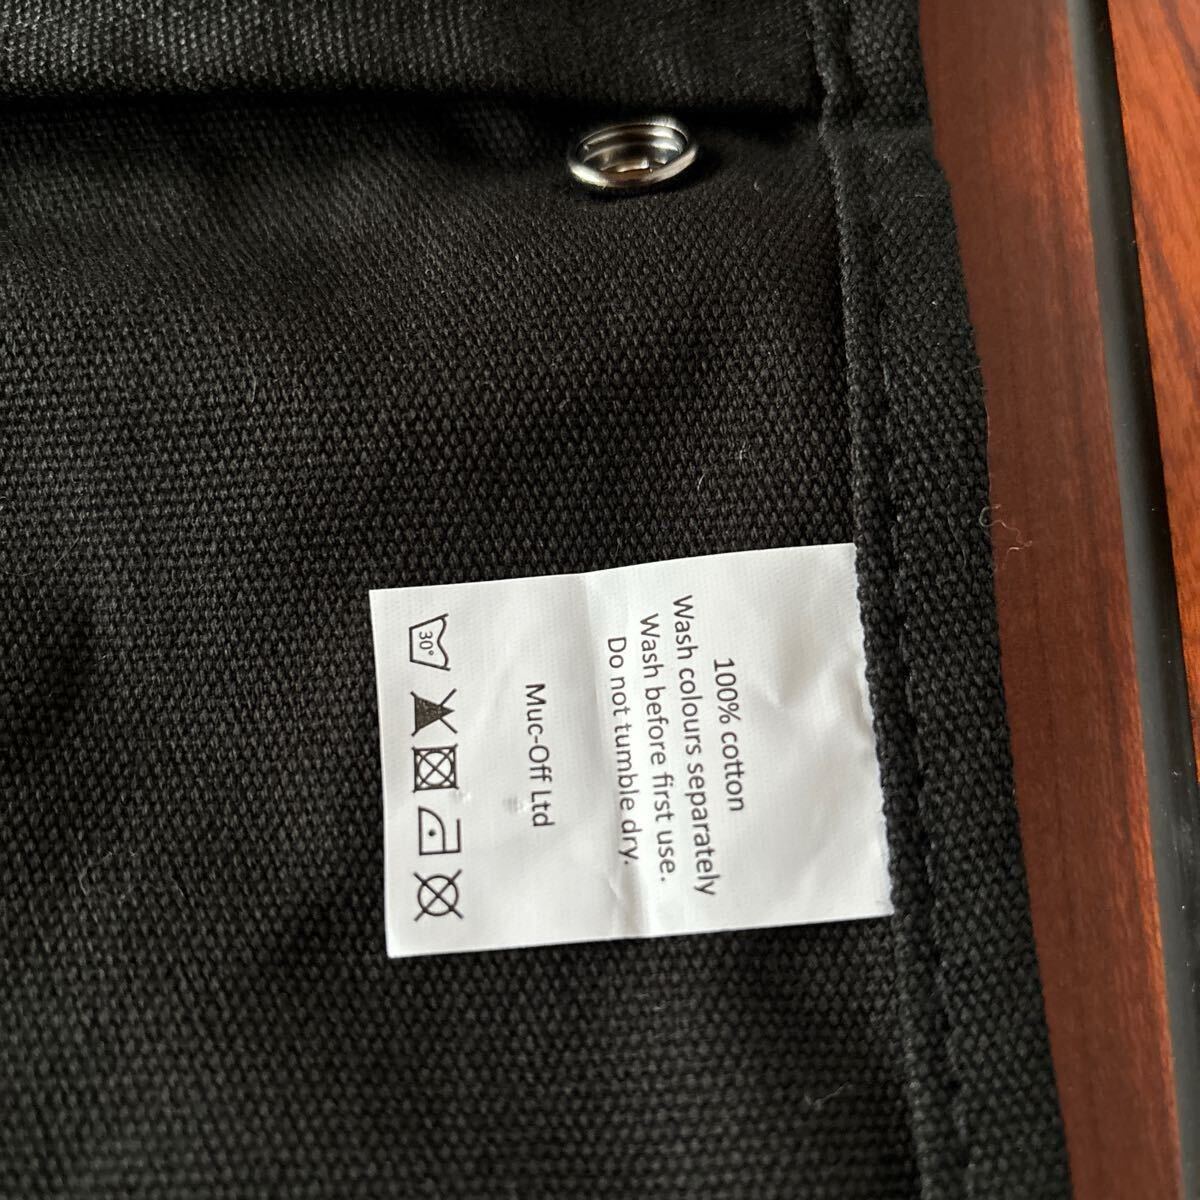 100% cotton
Wash colours separately
Wash before first use.
Do not tumble dry.
Muc-Off Ltd
30°